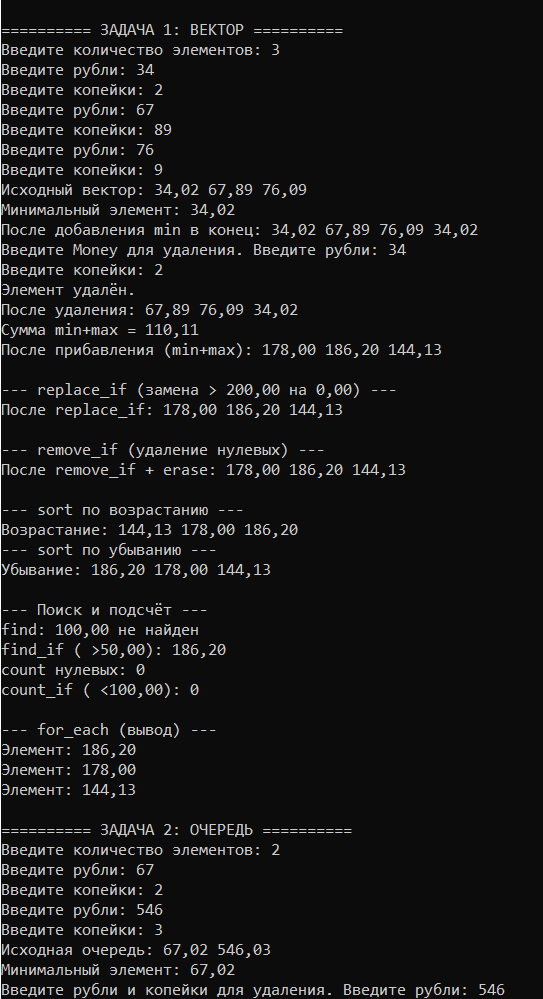 ========== ЗАДАЧА 1: ВЕКТОР ==========
Введите количество элементов: 3
Введите рубли: 34
Введите копейки: 2
Введите рубли: 67
Введите копейки: 89
Введите рубли: 76
Введите копейки: 9
Исходный вектор: 34,02 67,89 76,09
Минимальный элемент: 34,02
После добавления min в конец: 34,02 67,89 76,09 34,02
Введите Money для удаления. Введите рубли: 34
Введите копейки: 2
Элемент удалён.
После удаления: 67,89 76,09 34,02
Сумма min+max = 110,11
После прибавления (min+max): 178,00 186,20 144,13

--- replace_if (замена > 200,00 на 0,00) ---
После replace_if: 178,00 186,20 144,13

--- remove_if (удаление нулевых) ---
После remove_if + erase: 178,00 186,20 144,13

--- sort по возрастанию ---
Возрастание: 144,13 178,00 186,20
--- sort по убыванию ---
Убывание: 186,20 178,00 144,13

--- Поиск и подсчёт ---
find: 100,00 не найден
find_if ( >50,00): 186,20
count нулевых: 0
count_if ( <100,00): 0

--- for_each (вывод) ---
Элемент: 186,20
Элемент: 178,00
Элемент: 144,13

========== ЗАДАЧА 2: ОЧЕРЕДЬ ==========
Введите количество элементов: 2
Введите рубли: 67
Введите копейки: 2
Введите рубли: 546
Введите копейки: 3
Исходная очередь: 67,02 546,03
Минимальный элемент: 67,02
Введите рубли и копейки для удаления. Введите рубли: 546